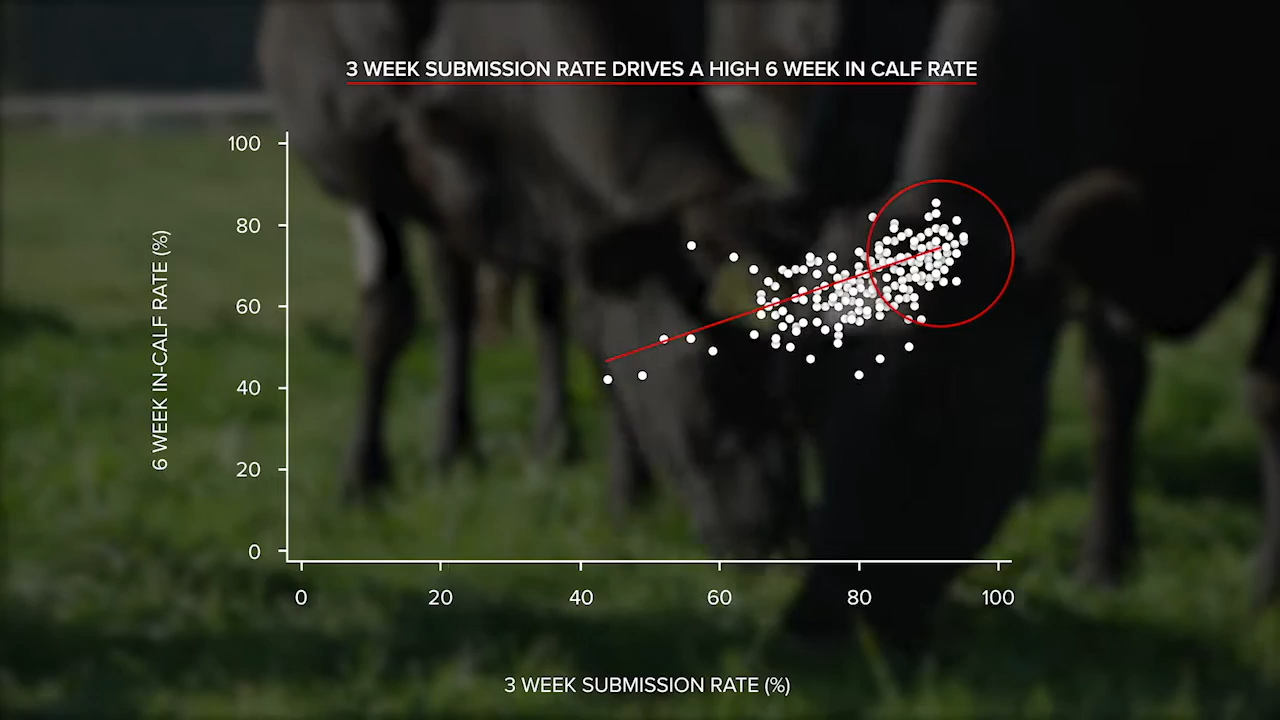 3 WEEK SUBMISSION RATE DRIVES A HIGH 6 WEEK IN CALF RATE
100
80
60
40
20
0
6 WEEK IN-CALF RATE (%)
0 20 40 60 80 100
3 WEEK SUBMISSION RATE (%)